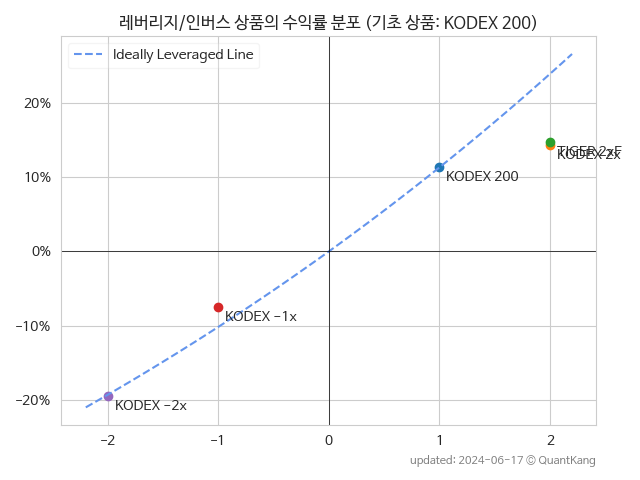 레버리지/인버스 상품의 수익률 분포 (기초 상품: KODEX 200)
Ideally Leveraged Line
20%
10%
0%
−10%
−20%
TIGER 2xF
KODEX 2x
KODEX 200
KODEX −1x
KODEX −2x
−2
−1
0
1
2
updated: 2024-06-17 © QuantKang